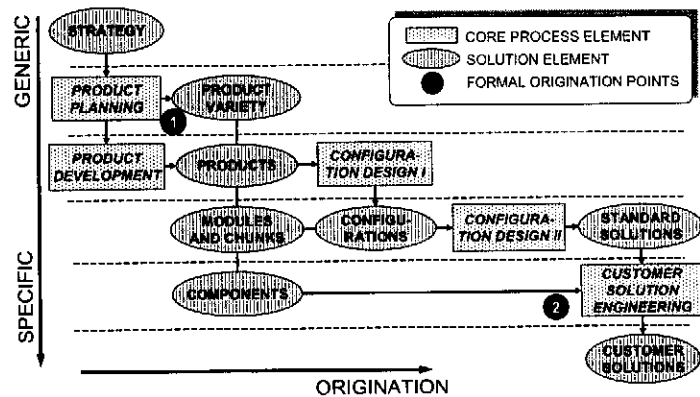 STRATEGY
CORE PROCESS ELEMENT
SOLUTION ELEMENT
FORMAL ORIGINATION POINTS
GENERIC
PRODUCT
PLANNING
1
PRODUCT
VARIETY
PRODUCT
DEVELOPMENT
PRODUCTS
CONFIGURA
TION DESIGN I
MODULES
AND CHUNKS
CONFIGU-
RATIONS
CONFIGURA-
TION DESIGN II
STANDARD
SOLUTIONS
SPECIFIC
COMPONENTS
2
CUSTOMER
SOLUTION
ENGINEERING
CUSTOMER
SOLUTIONS
ORIGINATION